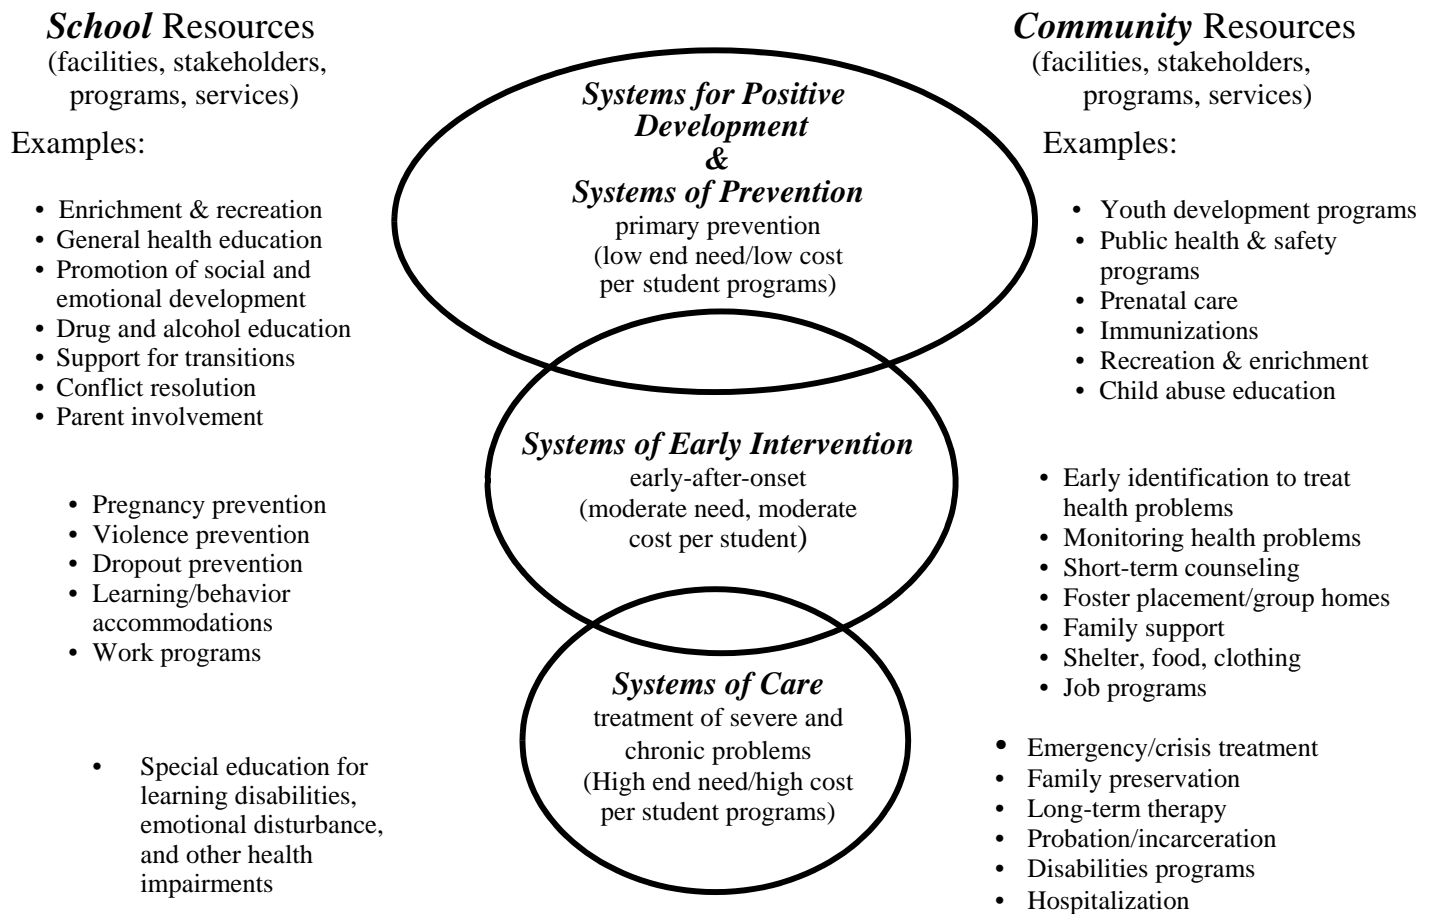 School Resources
(facilities, stakeholders,
programs, services)
Examples:
• Enrichment & recreation
• General health education
• Promotion of social and
emotional development
• Drug and alcohol education
• Support for transitions
• Conflict resolution
• Parent involvement
• Pregnancy prevention
• Violence prevention
• Dropout prevention
• Learning/behavior
accommodations
• Work programs
• Special education for
learning disabilities,
emotional disturbance,
and other health
impairments
Systems for Positive
Development
&
Systems of Prevention
primary prevention
(low end need/low cost
per student programs)
Systems of Early Intervention
early-after-onset
(moderate need, moderate
cost per student)
Systems of Care
treatment of severe and
chronic problems
(High end need/high cost
per student programs)
Community Resources
(facilities, stakeholders,
programs, services)
Examples:
• Youth development programs
• Public health & safety
programs
• Prenatal care
• Immunizations
• Recreation & enrichment
• Child abuse education
• Early identification to treat
health problems
• Monitoring health problems
• Short-term counseling
• Foster placement/group homes
• Family support
• Shelter, food, clothing
• Job programs
• Emergency/crisis treatment
• Family preservation
• Long-term therapy
• Probation/incarceration
• Disabilities programs
• Hospitalization